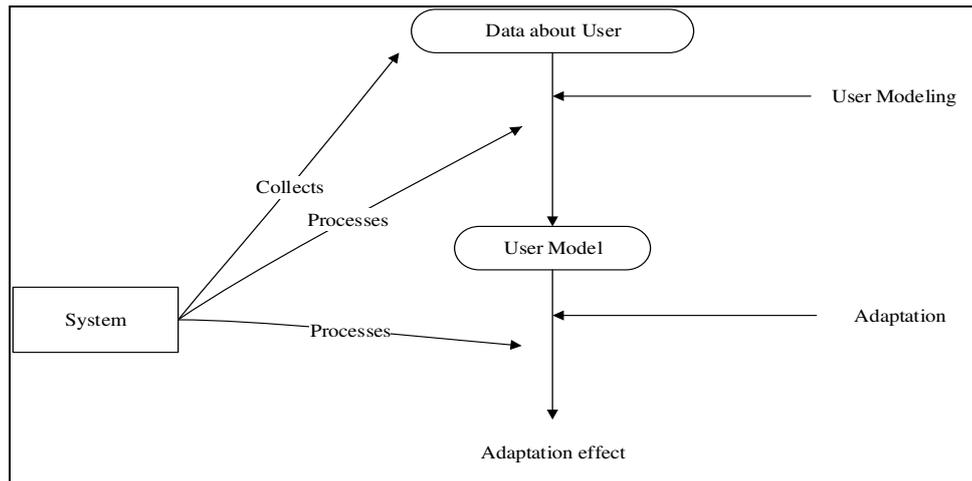 Data about User
User Modeling
Collects
Processes
User Model
System
Adaptation
Processes
Adaptation effect